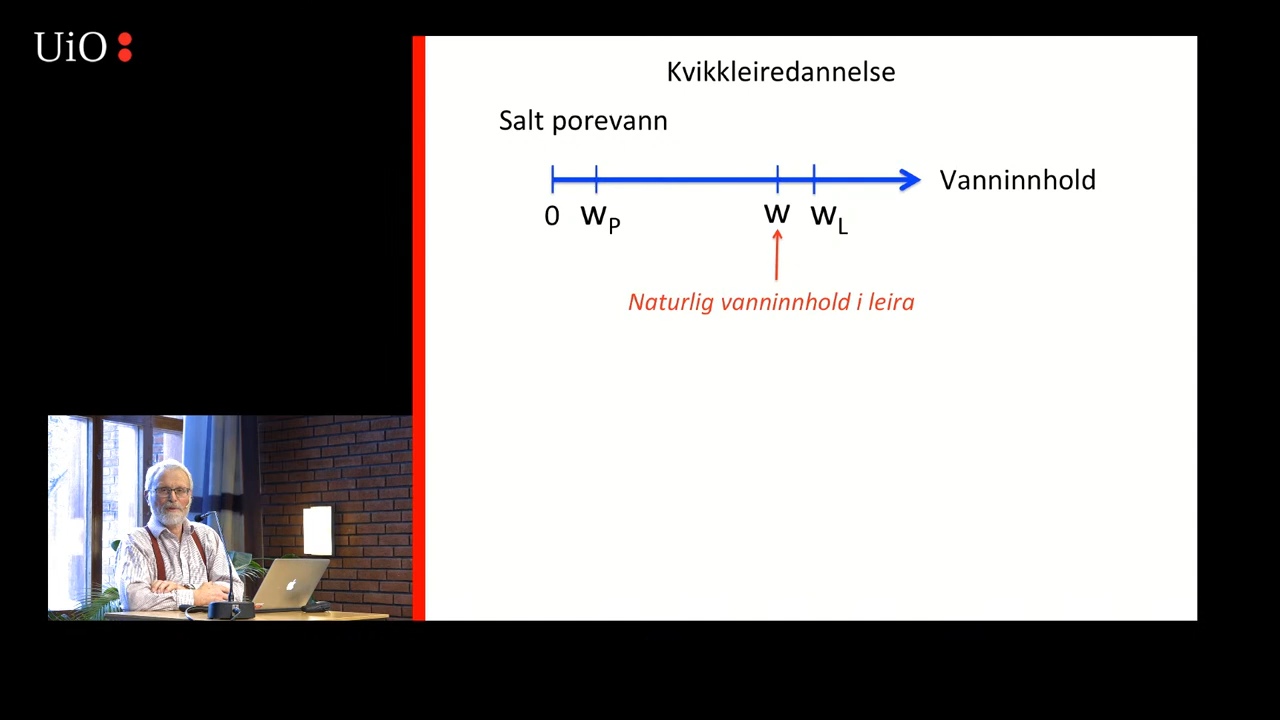 UiO
Kvikkleiredannelse
Salt porevann
Vanninnhold
0 wP w wL
Naturlig vanninnhold i leira